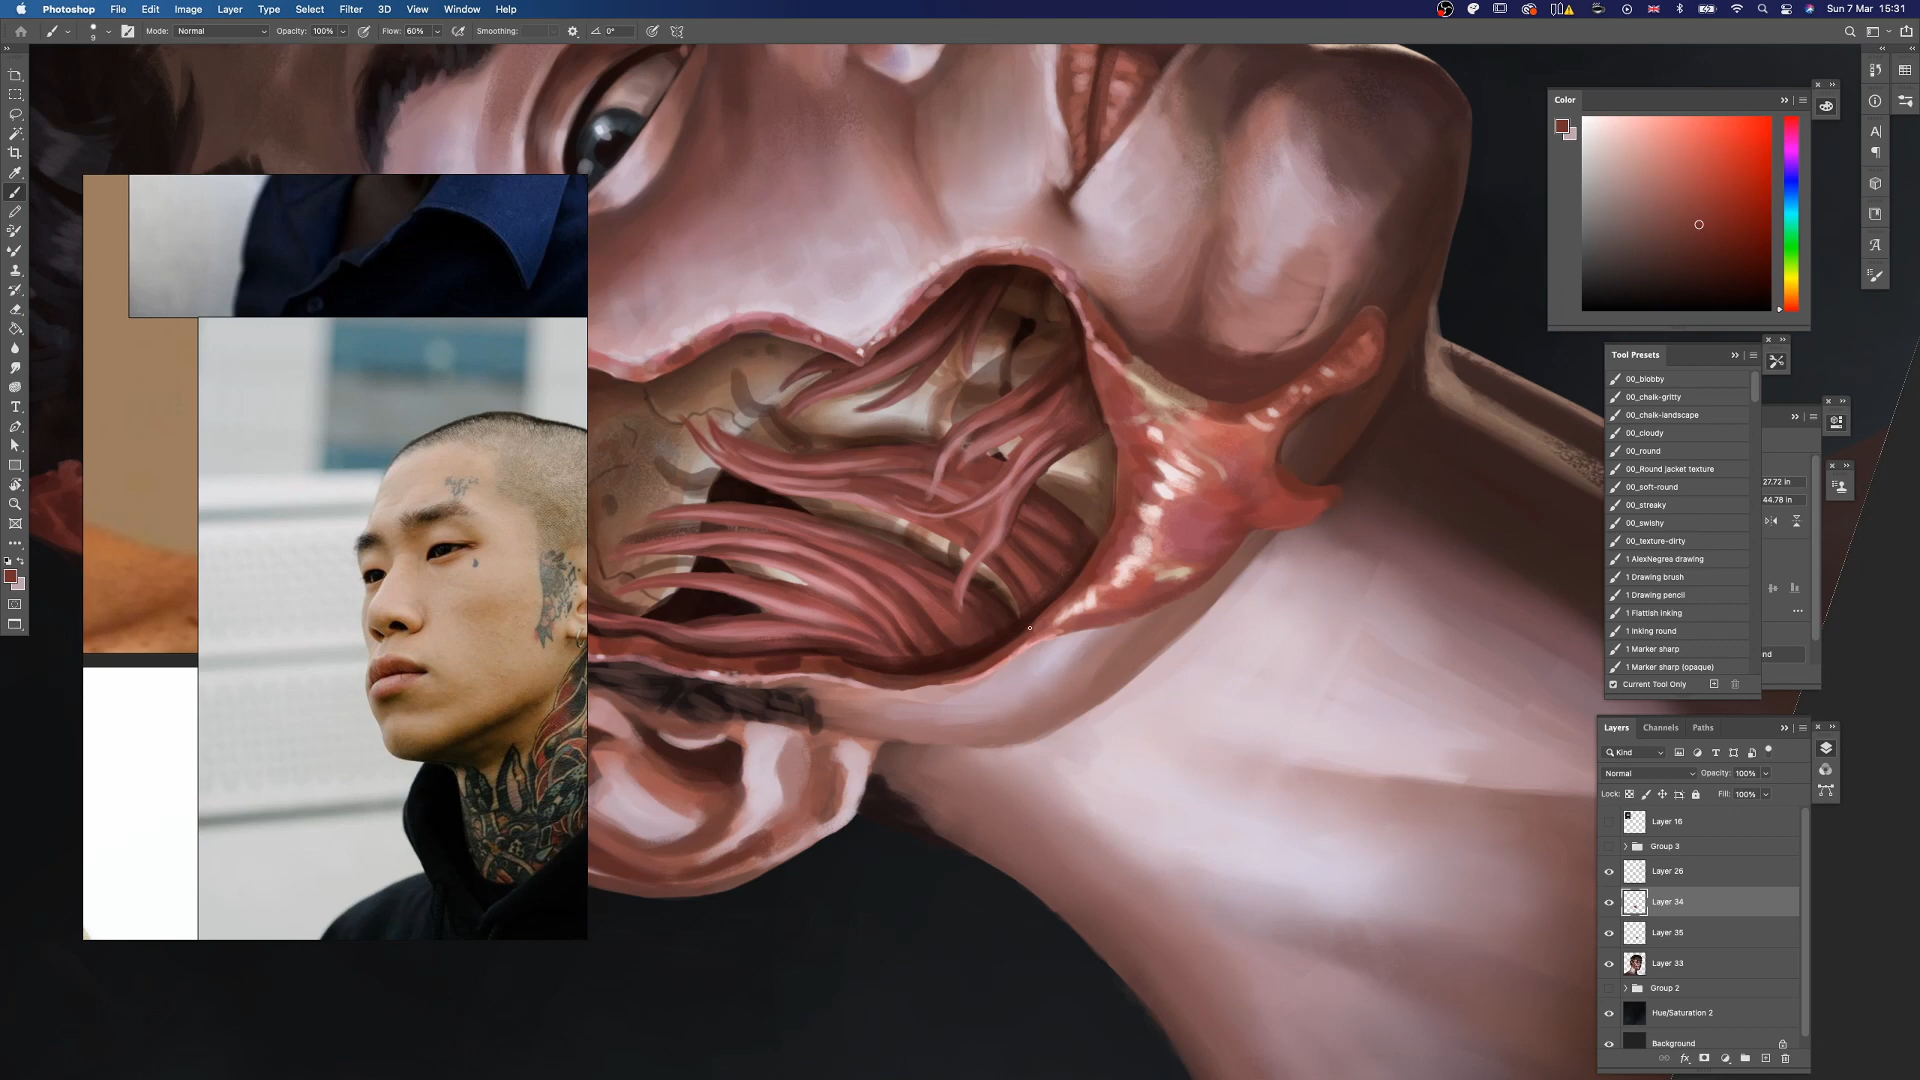 Photoshop File Edit Image Layer Type Select Filter 3D View Window Help Sun 7 Mar 15:31
9 Mode: Normal Opacity: 100% Flow: 60% Smoothing: 0°
Color
Tool Presets
00_blobby
00_chalk-gritty
00_chalk-landscape
00_cloudy
00_round
00_Round jacket texture
00_soft-round
00_streaky
00_swishy
00_texture-dirty
1 AlexNegrea drawing
1 Drawing brush
1 Drawing pencil
1 Flattish inking
1 Inking round
1 Marker sharp
1 Marker sharp (opaque)
Current Tool Only
27.72 in
44.78 in
nd
Layers Channels Paths
Kind
Normal Opacity: 100%
Lock: Fill: 100%
Layer 16
Group 3
Layer 26
Layer 34
Layer 35
Layer 33
Group 2
Hue/Saturation 2
Background